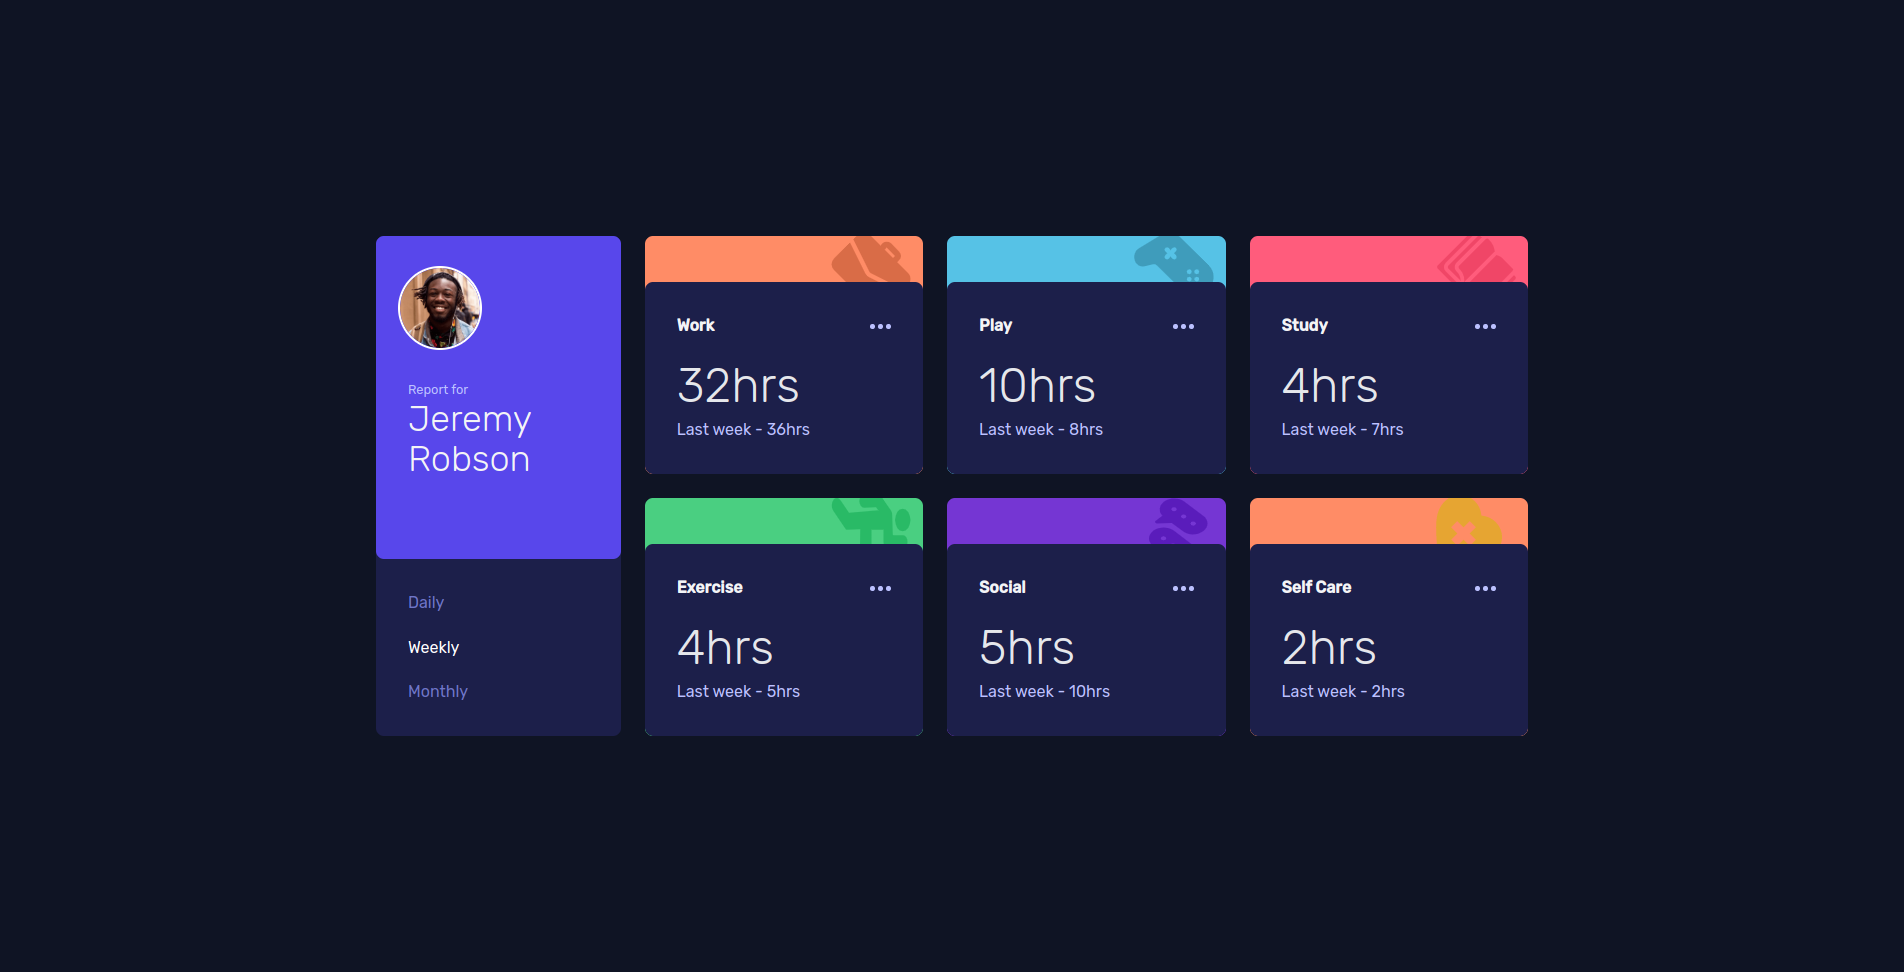 Report for
Jeremy
Robson
Daily
Weekly
Monthly
Work
32hrs
Last week - 36hrs
Play
10hrs
Last week - 8hrs
Study
4hrs
Last week - 7hrs
Exercise
4hrs
Last week - 5hrs
Social
5hrs
Last week - 10hrs
Self Care
2hrs
Last week - 2hrs